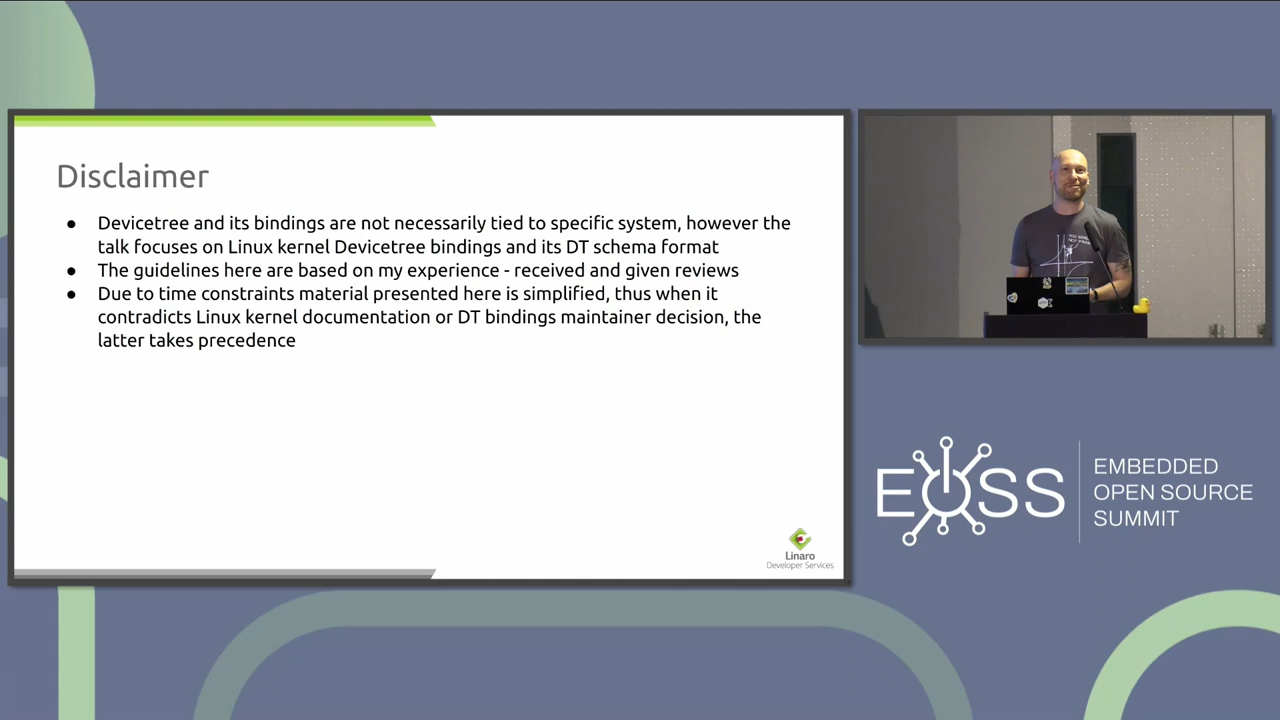 Disclaimer
● Devicetree and its bindings are not necessarily tied to specific system, however the
talk focuses on Linux kernel Devicetree bindings and its DT schema format
● The guidelines here are based on my experience - received and given reviews
● Due to time constraints material presented here is simplified, thus when it
contradicts Linux kernel documentation or DT bindings maintainer decision, the
latter takes precedence
Linaro
Developer Services
EOSS
EMBEDDED
OPEN SOURCE
SUMMIT